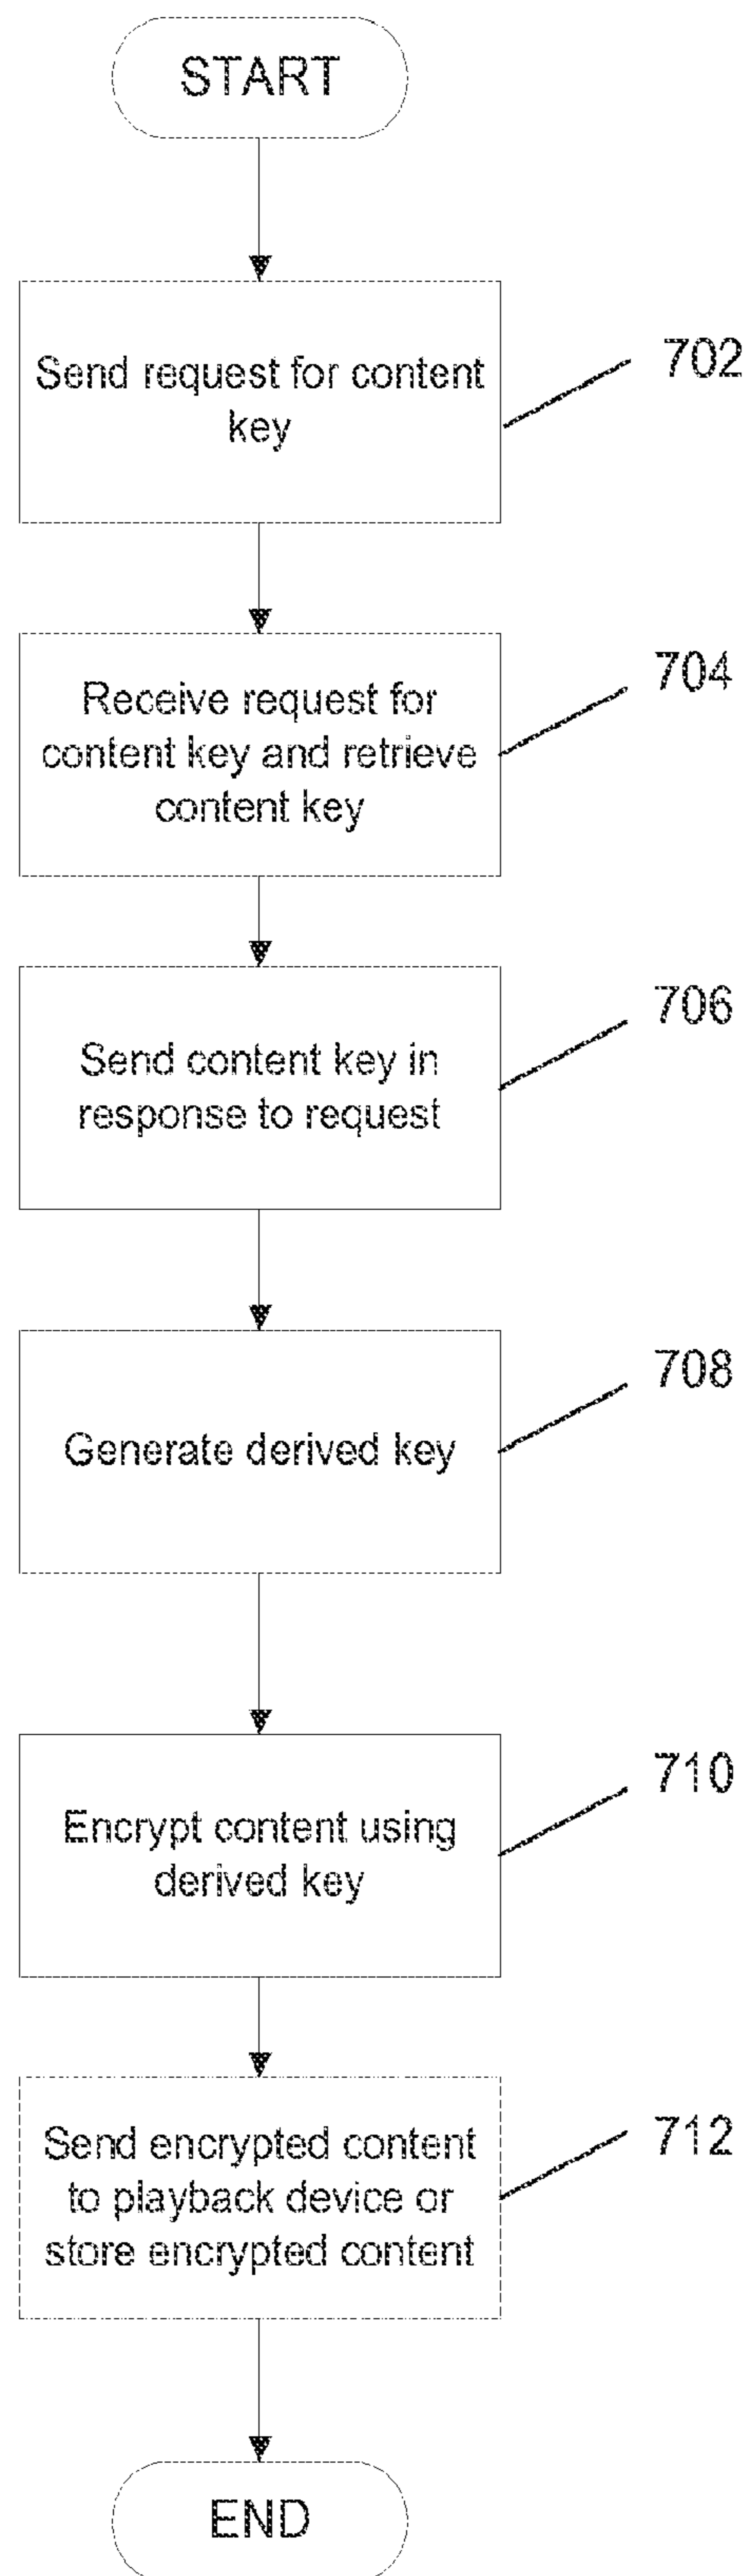 START
Send request for content
key
702
Receive request for
content key and retrieve
content key
704
Send content key in
response to request
706
Generate derived key
708
Encrypt content using
derived key
710
Send encrypted content
to playback device or
store encrypted content
712
END